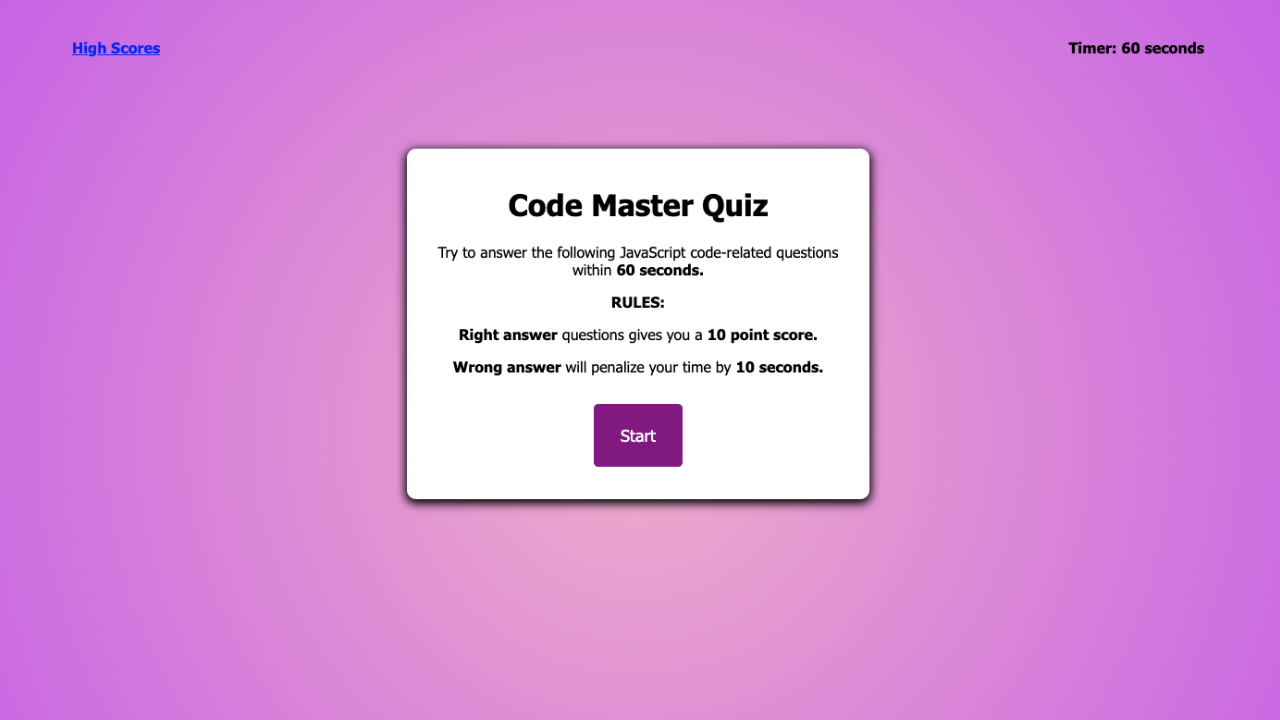 High Scores
Timer: 60 seconds
Code Master Quiz
Try to answer the following JavaScript code-related questions
within 60 seconds.
RULES:
Right answer questions gives you a 10 point score.
Wrong answer will penalize your time by 10 seconds.
Start